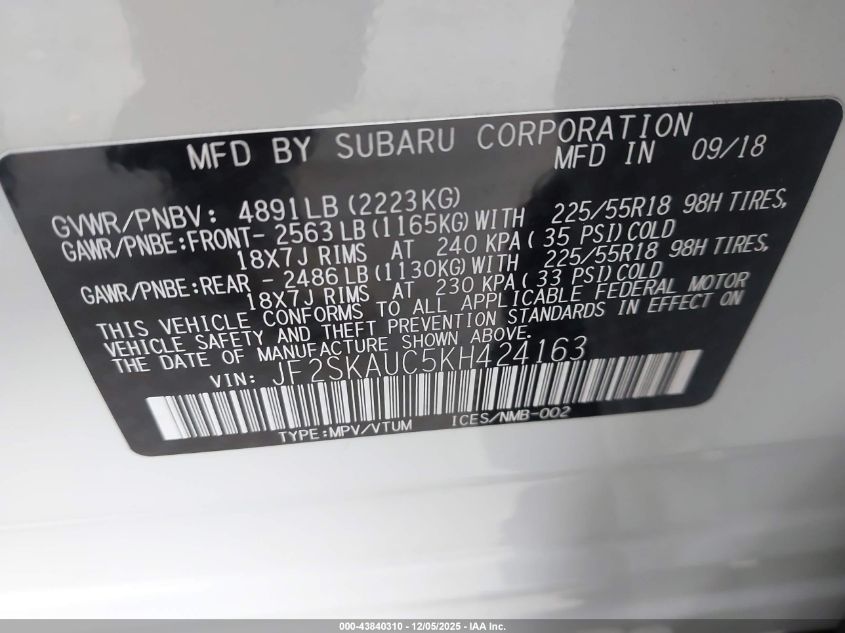 MFD BY SUBARU CORPORATION
MFD IN 09/18
GVWR/PNBV: 4891LB(2223KG)
GAWR/PNBE:FRONT- 2563LB(1165KG)WITH 225/55R18 98H TIRES,
18X7J RIMS AT 240 KPA(35 PSI)COLD
GAWR/PNBE:REAR - 2486LB(1130KG)WITH 225/55R18 98H TIRES,
18X7J RIMS AT 230 KPA(33 PSI)COLD
THIS VEHICLE CONFORMS TO ALL APPLICABLE FEDERAL MOTOR
VEHICLE SAFETY AND THEFT PREVENTION STANDARDS IN EFFECT ON
THE DATE OF MANUFACTURE SHOWN ABOVE.
VIN: JF2SKAUC5KH424163
TYPE:MPV/VTUM ICES/NMB-002
000-43840310 - 12/05/2025 - IAA Inc.